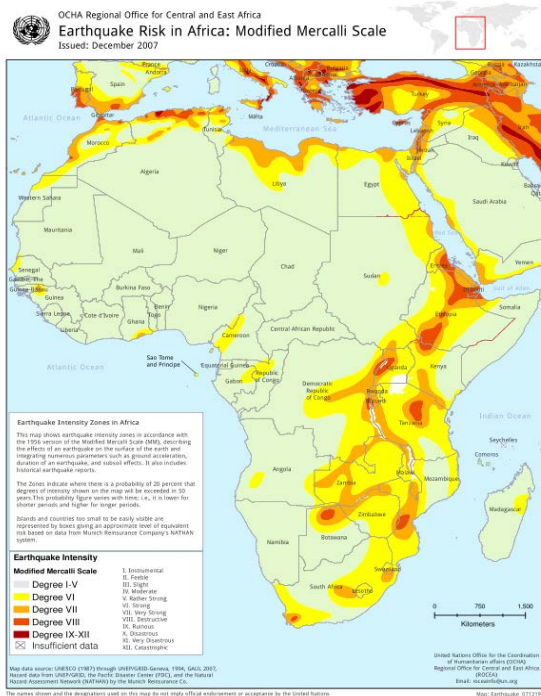 OCHA Regional Office for Central and East Africa
Earthquake Risk in Africa: Modified Mercalli Scale
Issued: December 2007
France
Andorra
Spain
Portugal
Gibraltar
Atlantic Ocean
Morocco
Tunisia
Malta
Mediterranean Sea
Turkey
Georgia
Cyprus
Lebanon
Syria
Israel
Iraq
Iran
Kuwait
Algeria
Libya
Egypt
Saudi Arabia
Western Sahara
Mauritania
Mali
Niger
Chad
Sudan
Red Sea
Eritrea
Yemen
Gulf of Aden
Djibouti
Senegal
Gambia, The
Guinea-Bissau
Guinea
Sierra Leone
Liberia
Cote d'Ivoire
Burkina Faso
Ghana
Togo
Benin
Nigeria
Cameroon
Central African Republic
Ethiopia
Somalia
Sao Tome
and Principe
Equatorial Guinea
Gabon
Republic
of Congo
Democratic
Republic
of Congo
Uganda
Kenya
Rwanda
Burundi
Tanzania
Atlantic Ocean
Indian Ocean
Seychelles
Comoros
Angola
Zambia
Malawi
Mozambique
Madagascar
Zimbabwe
Namibia
Botswana
Swaziland
South Africa
Lesotho
Earthquake Intensity Zones in Africa
This map shows earthquake intensity zones in accordance with
the 1956 version of the Modified Mercali Scale (MM), describing
the effects of an earthquake on the surface of the earth and
integrating numerous parameters such as ground acceleration,
duration of an earthquake, and subsoil effects. It also includes
historical earthquake reports.
The Zones indicate where there is a probability of 20 percent that
degrees of intensity shown on the map will be exceeded in 50
years.This probability figure varies with time; i.e., it is lower for
shorter periods and higher for longer periods.
Islands and countries too small to be easily visible are
represented by boxes giving an approximate level of equivalent
risk based on data from Munich Reinsurance Company's NATHAN
system.
Earthquake Intensity
Modified Mercalli Scale
Degree I-V
Degree VI
Degree VII
Degree VIII
Degree IX-XII
Insufficient data
I. Instrumental
II. Feeble
III. Slight
IV. Moderate
V. Rather Strong
VI. Strong
VII. Very Strong
VIII. Destructive
IX. Ruinous
X. Disastrous
XI. Very Disastrous
XII. Catastrophic
0 750 1,500
Kilometers
Map data source: UNESCO (1987) through UNEP/GRID-Geneva, 1994, GAUL 2007,
Hazard data from UNEP/GRID, the Pacific Disaster Center (PDC), and the Natural
Hazard Assessment Network (NATHAN) by the Munich Reinsurance Co.
United Nations Office for the Coordination
of Humanitarian affairs (OCHA)
Regional Office for Central and East Africa
(ROCEA)
The names shown and the designations used on this map do not imply official endorsement or acceptance by the United Nations.